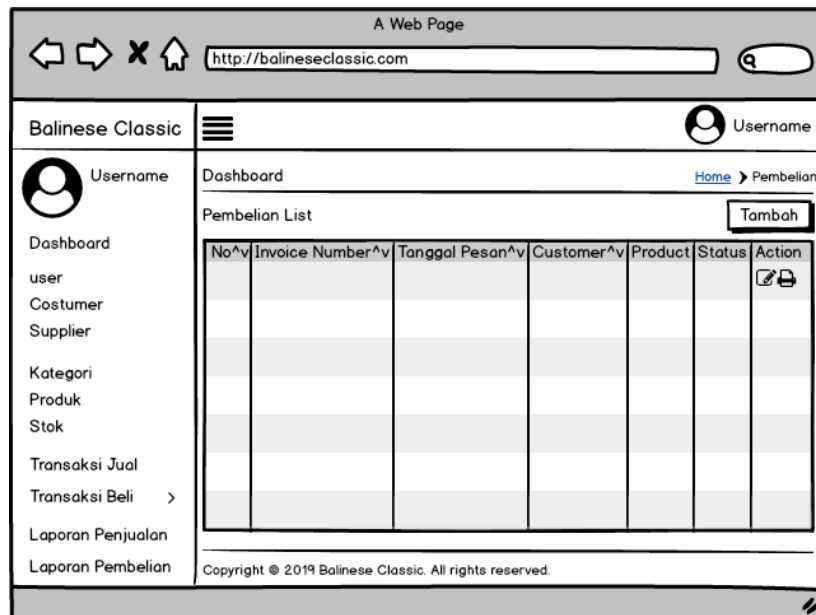 A Web Page
http://balineseclassic.com
Balinese Classic
Username
Username
Dashboard
user
Costumer
Supplier
Kategori
Produk
Stok
Transaksi Jual
Transaksi Beli >
Laporan Penjualan
Laporan Pembelian
Dashboard
Home > Pembelian
Pembelian List
Tambah
No^v Invoice Number^v Tanggal Pesan^v Customer^v Product Status Action
Copyright © 2019 Balinese Classic. All rights reserved.